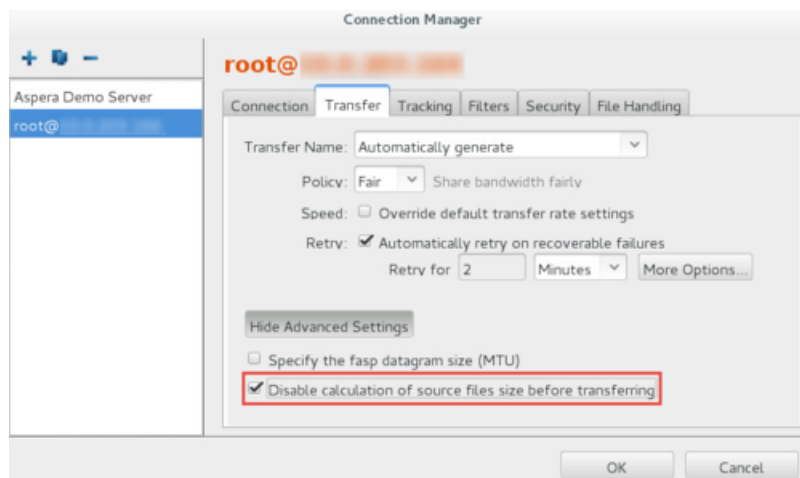 Connection Manager
Aspera Demo Server
root@
root@
Connection Transfer Tracking Filters Security File Handling
Transfer Name: Automatically generate
Policy: Fair Share bandwidth fairly
Speed: Override default transfer rate settings
Retry: Automatically retry on recoverable failures
Retry for 2 Minutes More Options...
Hide Advanced Settings
Specify the fasp datagram size (MTU)
Disable calculation of source files size before transferring
OK Cancel